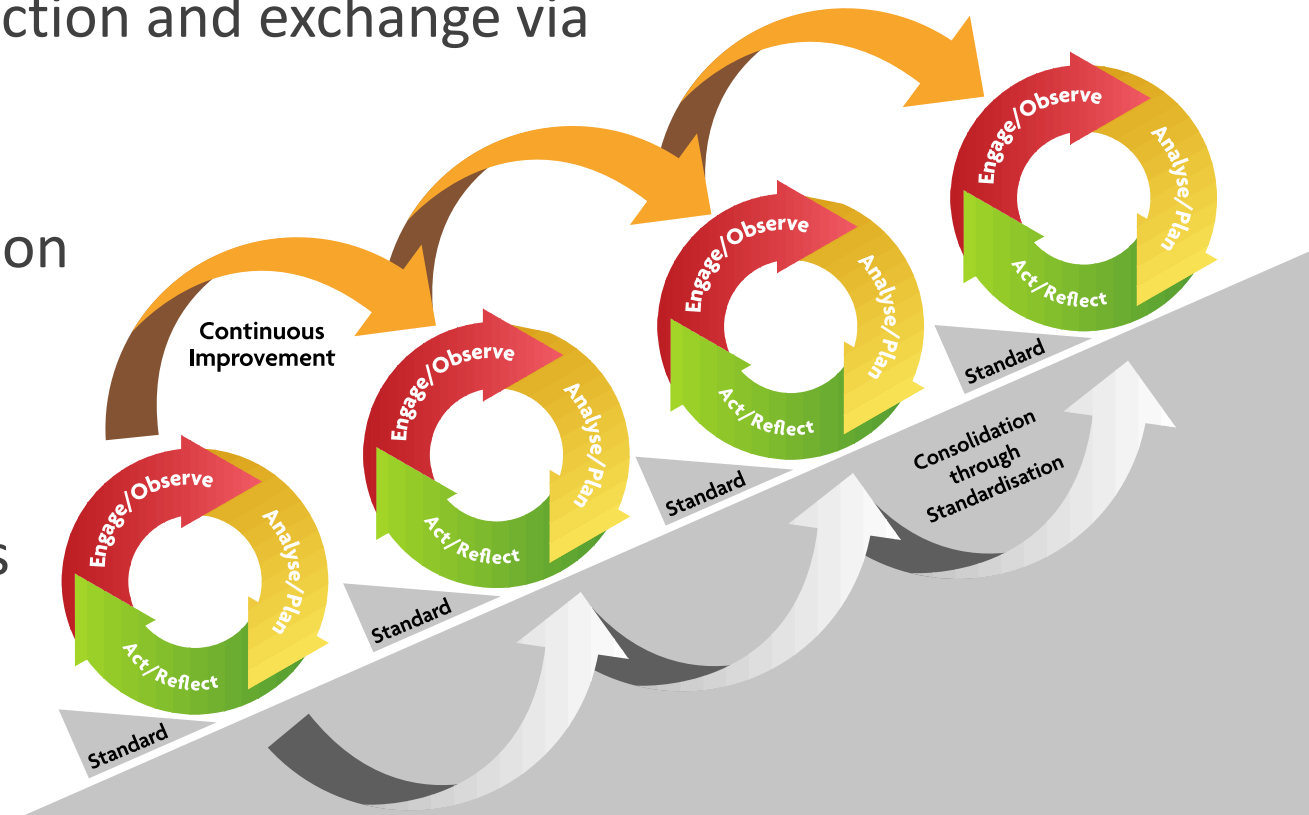 ction and exchange via
on
s
Continuous
Improvement
Engage/Observe
Analyse/Plan
Act/Reflect
Standard
Engage/Observe
Analyse/Plan
Act/Reflect
Standard
Engage/Observe
Analyse/Plan
Act/Reflect
Standard
Engage/Observe
Analyse/Plan
Act/Reflect
Standard
Consolidation
through
Standardisation